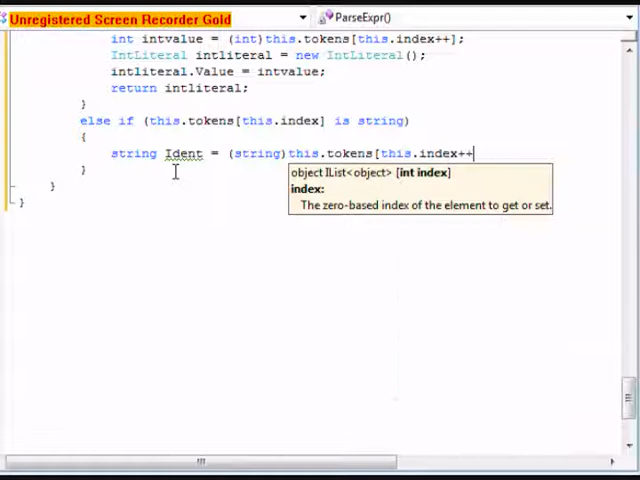 Unregistered Screen Recorder Gold
ParseExpr()
int intvalue = (int)this.tokens[this.index++];
IntLiteral intliteral = new IntLiteral();
intliteral.Value = intvalue;
return intliteral;
}
else if (this.tokens[this.index] is string)
{
string Ident = (string)this.tokens[this.index++
object IList<object> [int index]
index:
The zero-based index of the element to get or set.
}
}
}